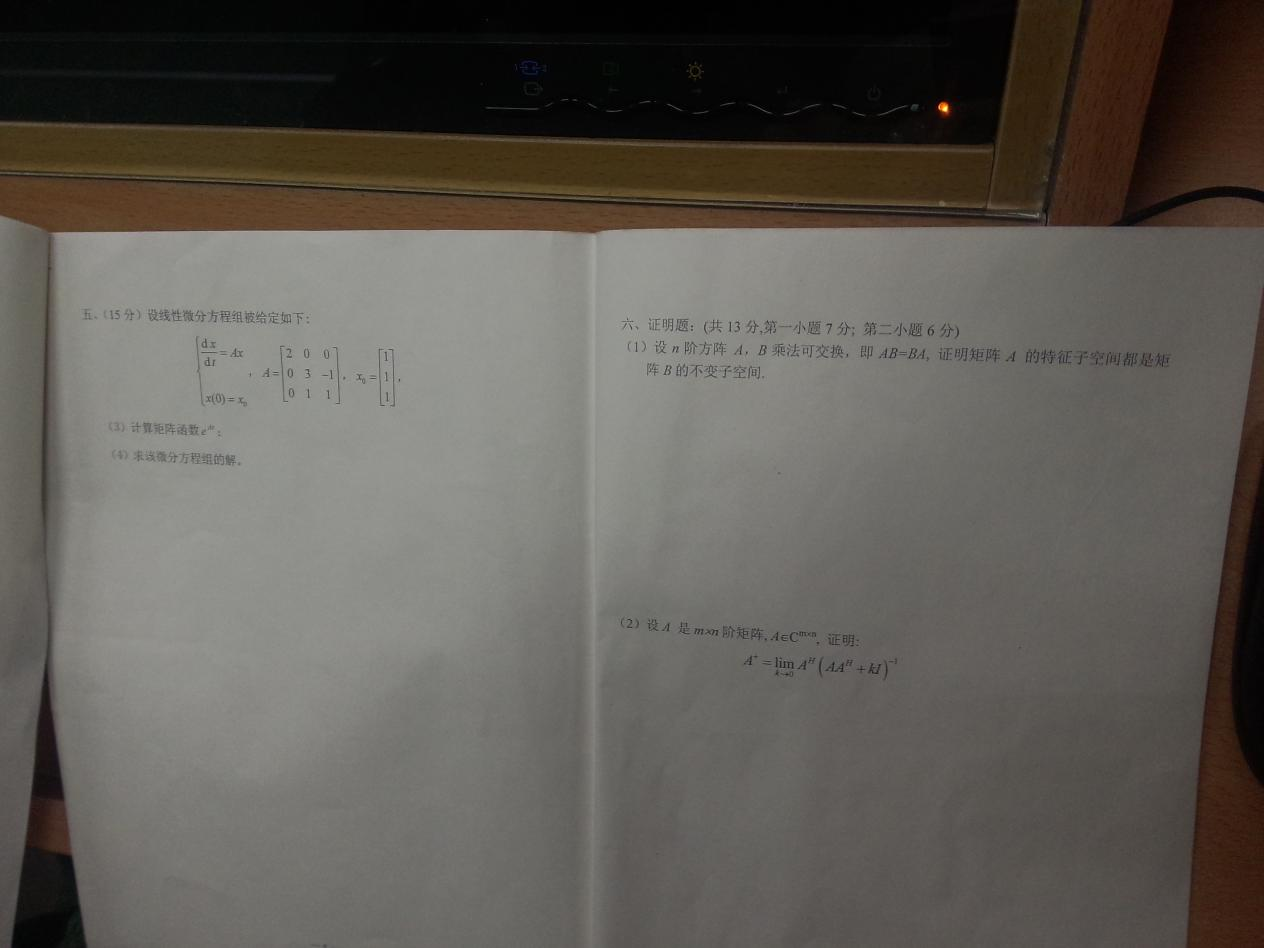 五、（15 分）设线性微分方程组被给定如下：
{ dx/dt = Ax
x(0) = x₀
, A = [2 0 0; 0 3 -1; 0 1 1], x₀ = [1; 1; 1],
（3）计算矩阵函数 e^{At}；
（4）求该微分方程组的解。
六、证明题：(共 13 分,第一小题 7 分; 第二小题 6 分)
（1）设 n 阶方阵 A，B 乘法可交换，即 AB=BA, 证明矩阵 A 的特征子空间都是矩
阵 B 的不变子空间.
（2）设 A 是 m×n 阶矩阵, A∈C^{m×n}, 证明:
A⁺ = lim_{k→0} A^H (AA^H + kI)^{-1}